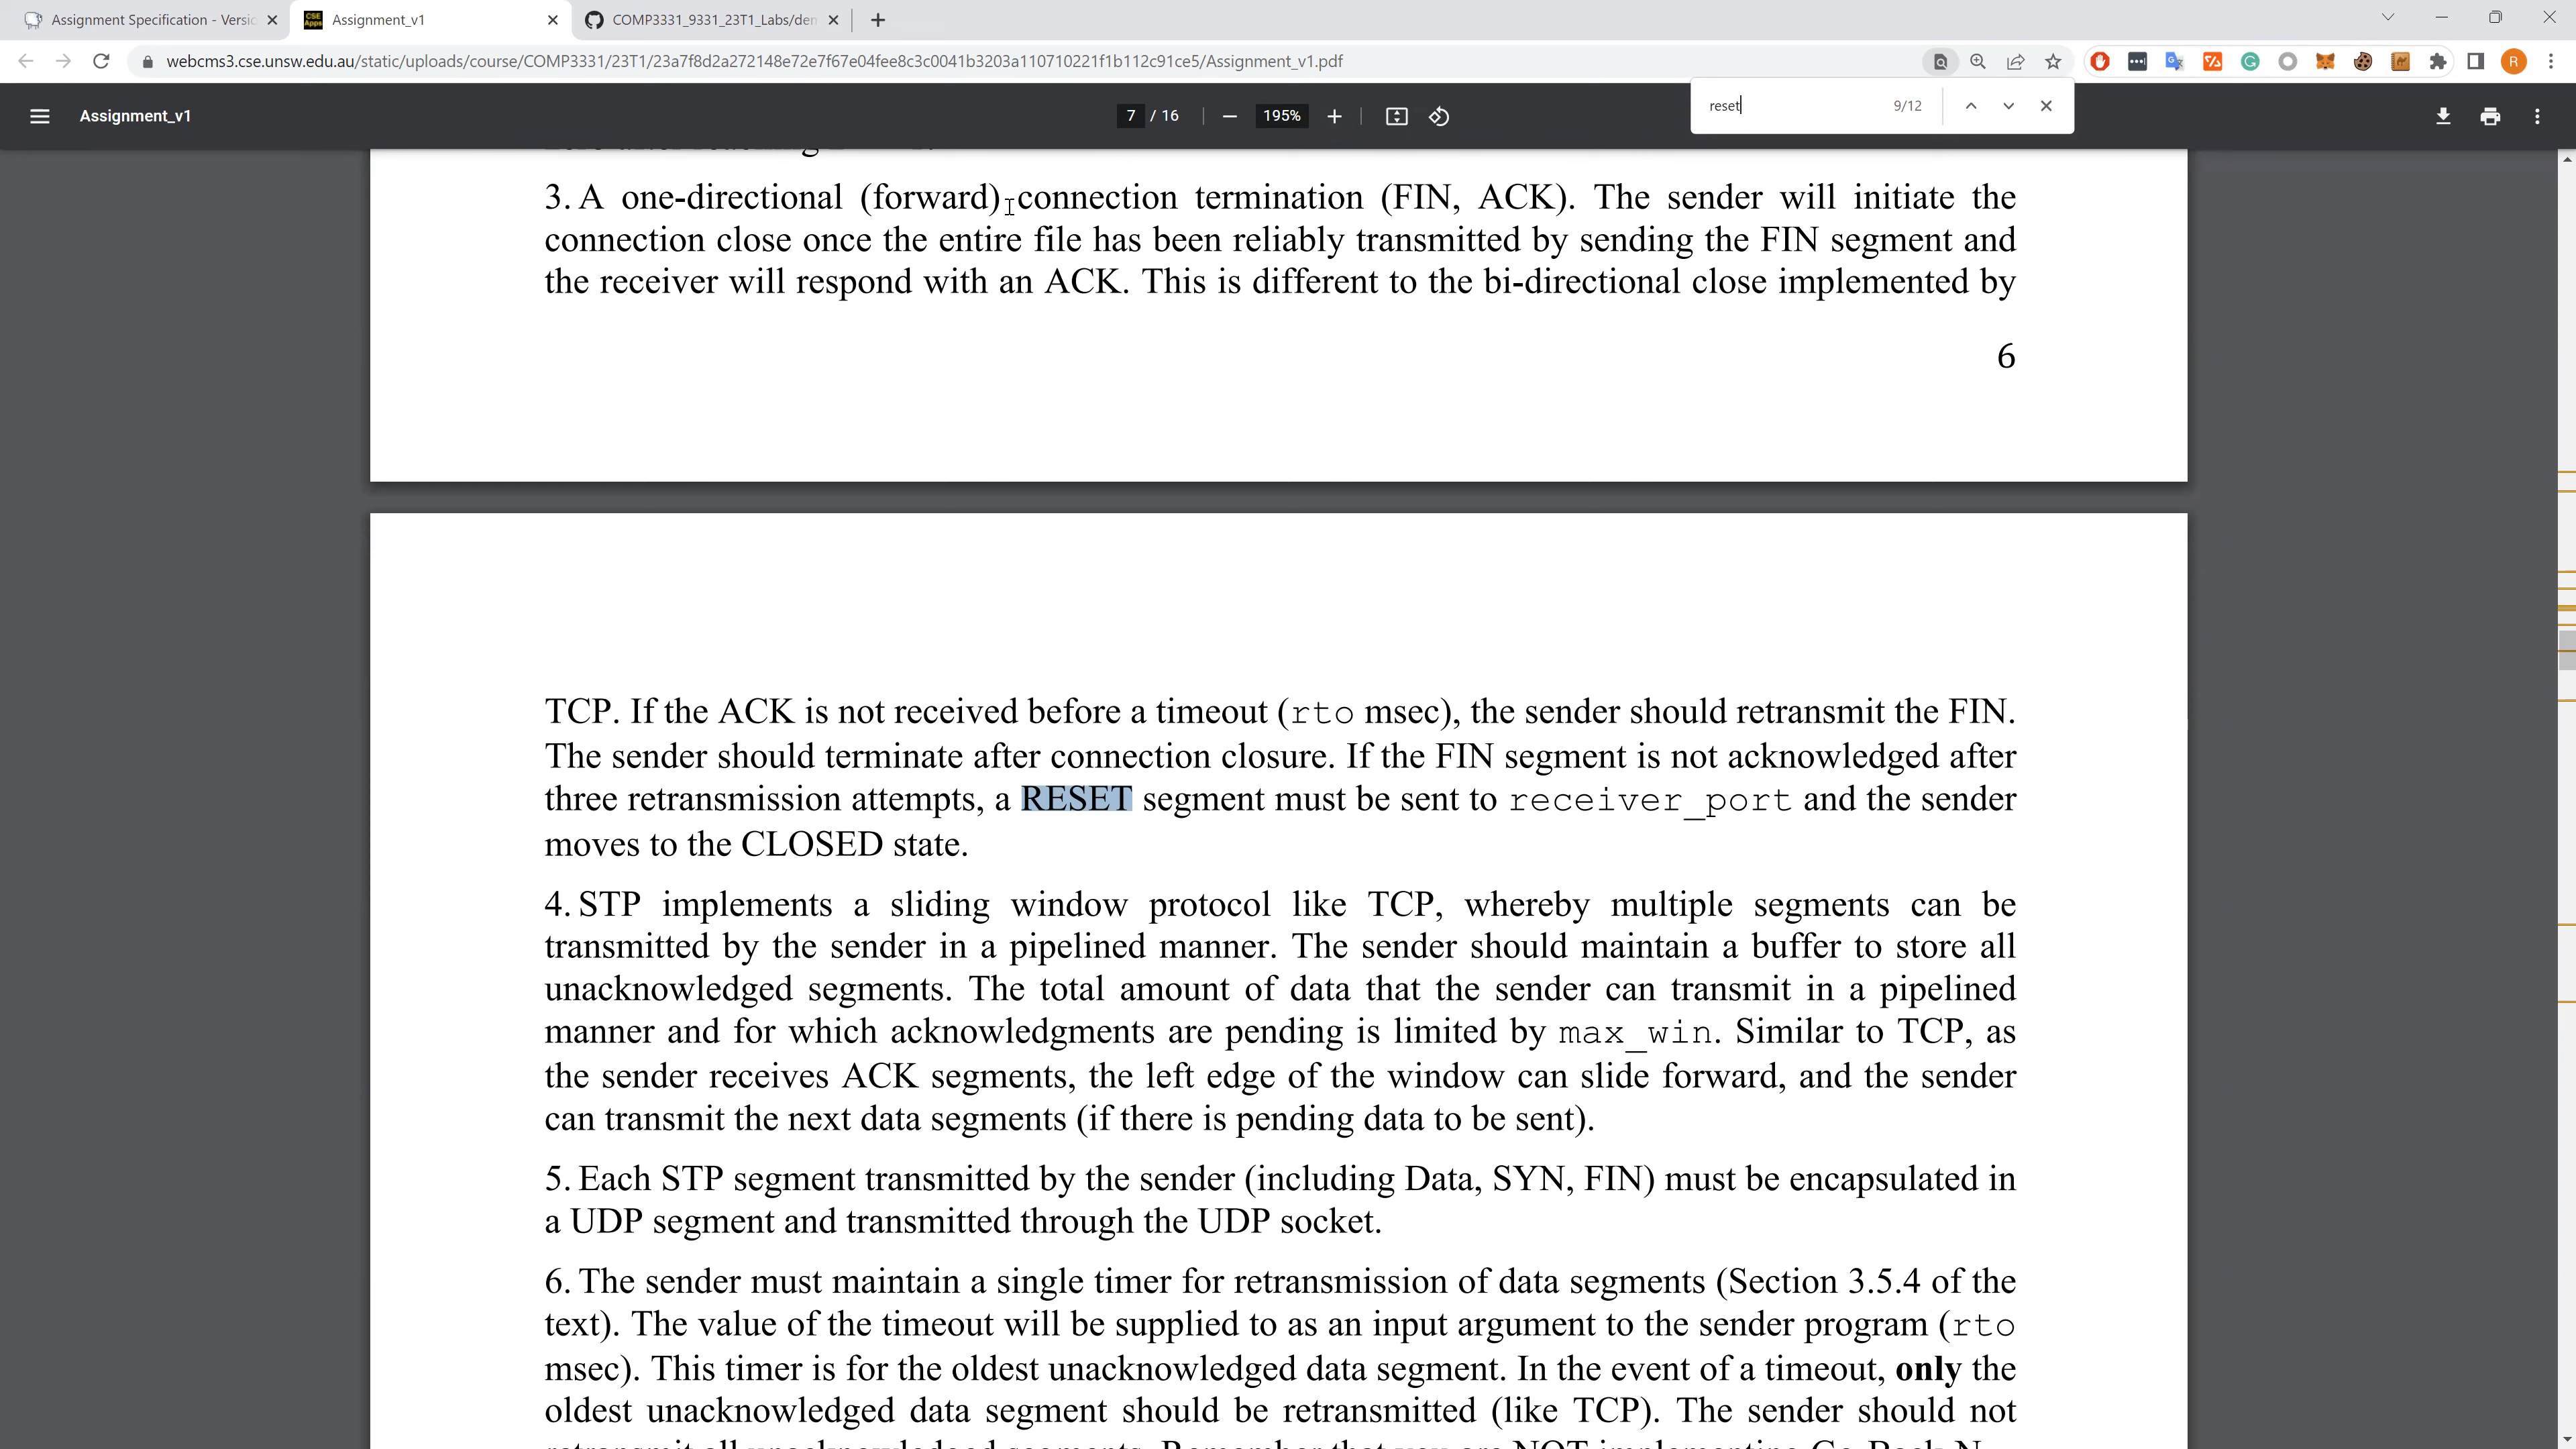 Assignment Specification - Versic
Assignment_v1
COMP3331_9331_23T1_Labs/den
webcms3.cse.unsw.edu.au/static/uploads/course/COMP3331/23T1/23a7f8d2a272148e72e7f67e04fee8c3c0041b3203a110710221f1b112c91ce5/Assignment_v1.pdf
R
Assignment_v1
7 / 16
195%
reset
9/12
3. A one-directional (forward) connection termination (FIN, ACK). The sender will initiate the
connection close once the entire file has been reliably transmitted by sending the FIN segment and
the receiver will respond with an ACK. This is different to the bi-directional close implemented by
6
TCP. If the ACK is not received before a timeout (rto msec), the sender should retransmit the FIN.
The sender should terminate after connection closure. If the FIN segment is not acknowledged after
three retransmission attempts, a RESET segment must be sent to receiver_port and the sender
moves to the CLOSED state.
4. STP implements a sliding window protocol like TCP, whereby multiple segments can be
transmitted by the sender in a pipelined manner. The sender should maintain a buffer to store all
unacknowledged segments. The total amount of data that the sender can transmit in a pipelined
manner and for which acknowledgments are pending is limited by max_win. Similar to TCP, as
the sender receives ACK segments, the left edge of the window can slide forward, and the sender
can transmit the next data segments (if there is pending data to be sent).
5. Each STP segment transmitted by the sender (including Data, SYN, FIN) must be encapsulated in
a UDP segment and transmitted through the UDP socket.
6. The sender must maintain a single timer for retransmission of data segments (Section 3.5.4 of the
text). The value of the timeout will be supplied to as an input argument to the sender program (rto
msec). This timer is for the oldest unacknowledged data segment. In the event of a timeout, only the
oldest unacknowledged data segment should be retransmitted (like TCP). The sender should not